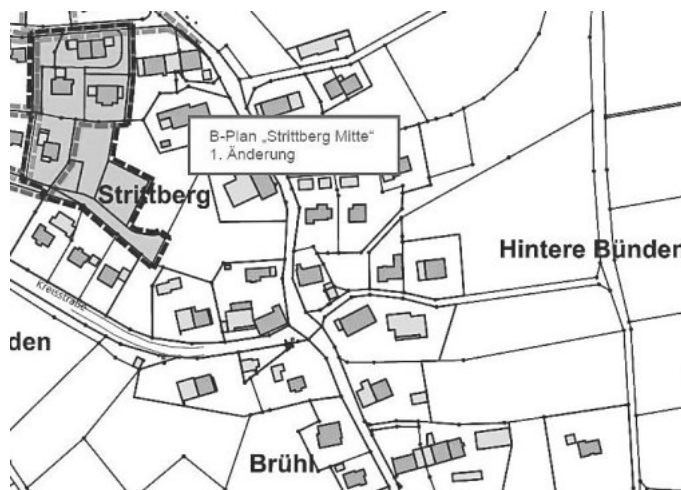 B-Plan „Strittberg Mitte“
1. Änderung
Strittberg
Hintere Bünden
Kreisstraße
den
Brühl